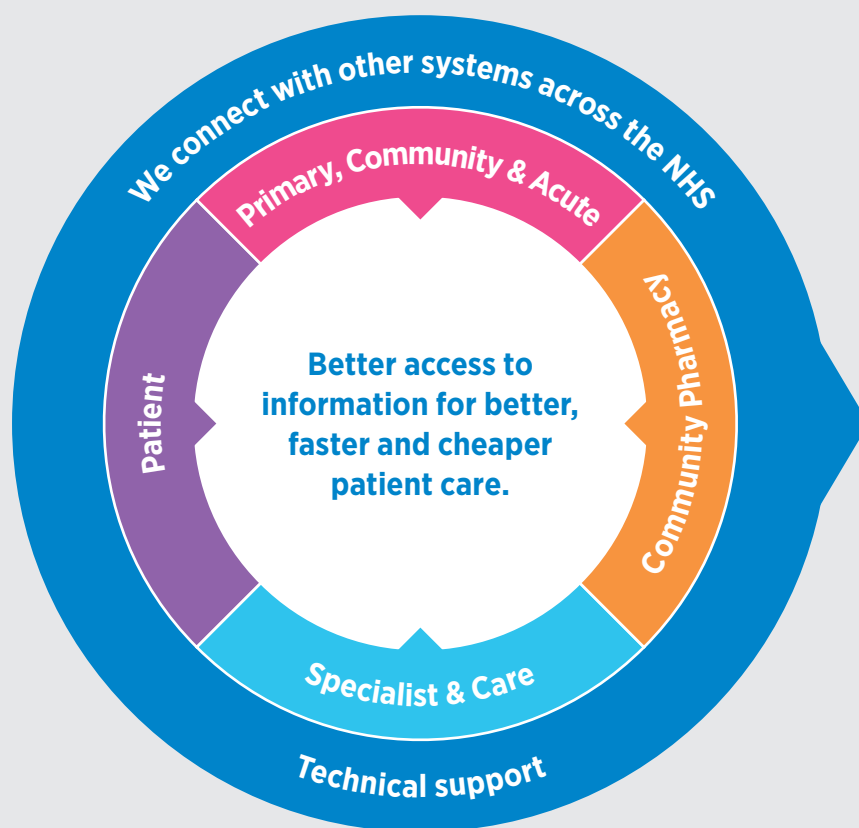 We connect with other systems across the NHS
Primary, Community & Acute
Patient
Better access to
information for better,
faster and cheaper
patient care.
Community Pharmacy
Specialist & Care
Technical support